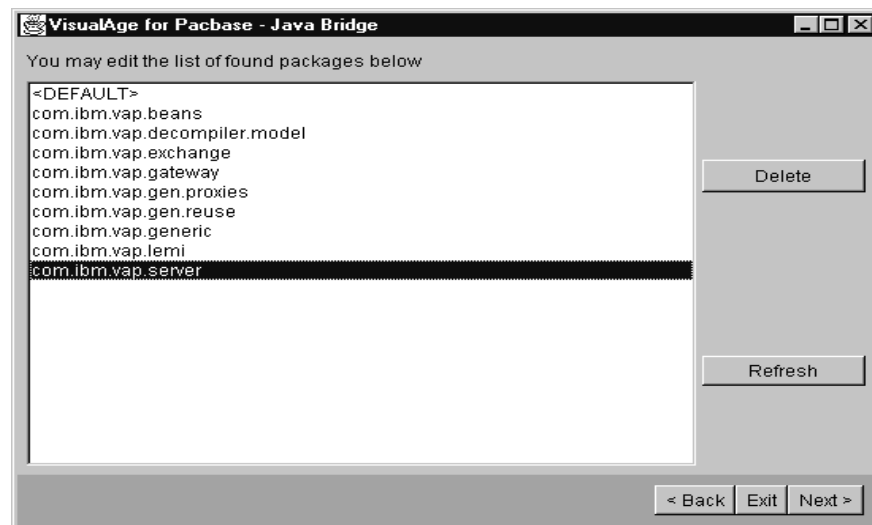 VisualAge for Pacbase - Java Bridge
You may edit the list of found packages below
<DEFAULT>
com.ibm.vap.beans
com.ibm.vap.decompiler.model
com.ibm.vap.exchange
com.ibm.vap.gateway
com.ibm.vap.gen.proxies
com.ibm.vap.gen.reuse
com.ibm.vap.generic
com.ibm.vap.lemi
com.ibm.vap.server
Delete
Refresh
< Back Exit Next >